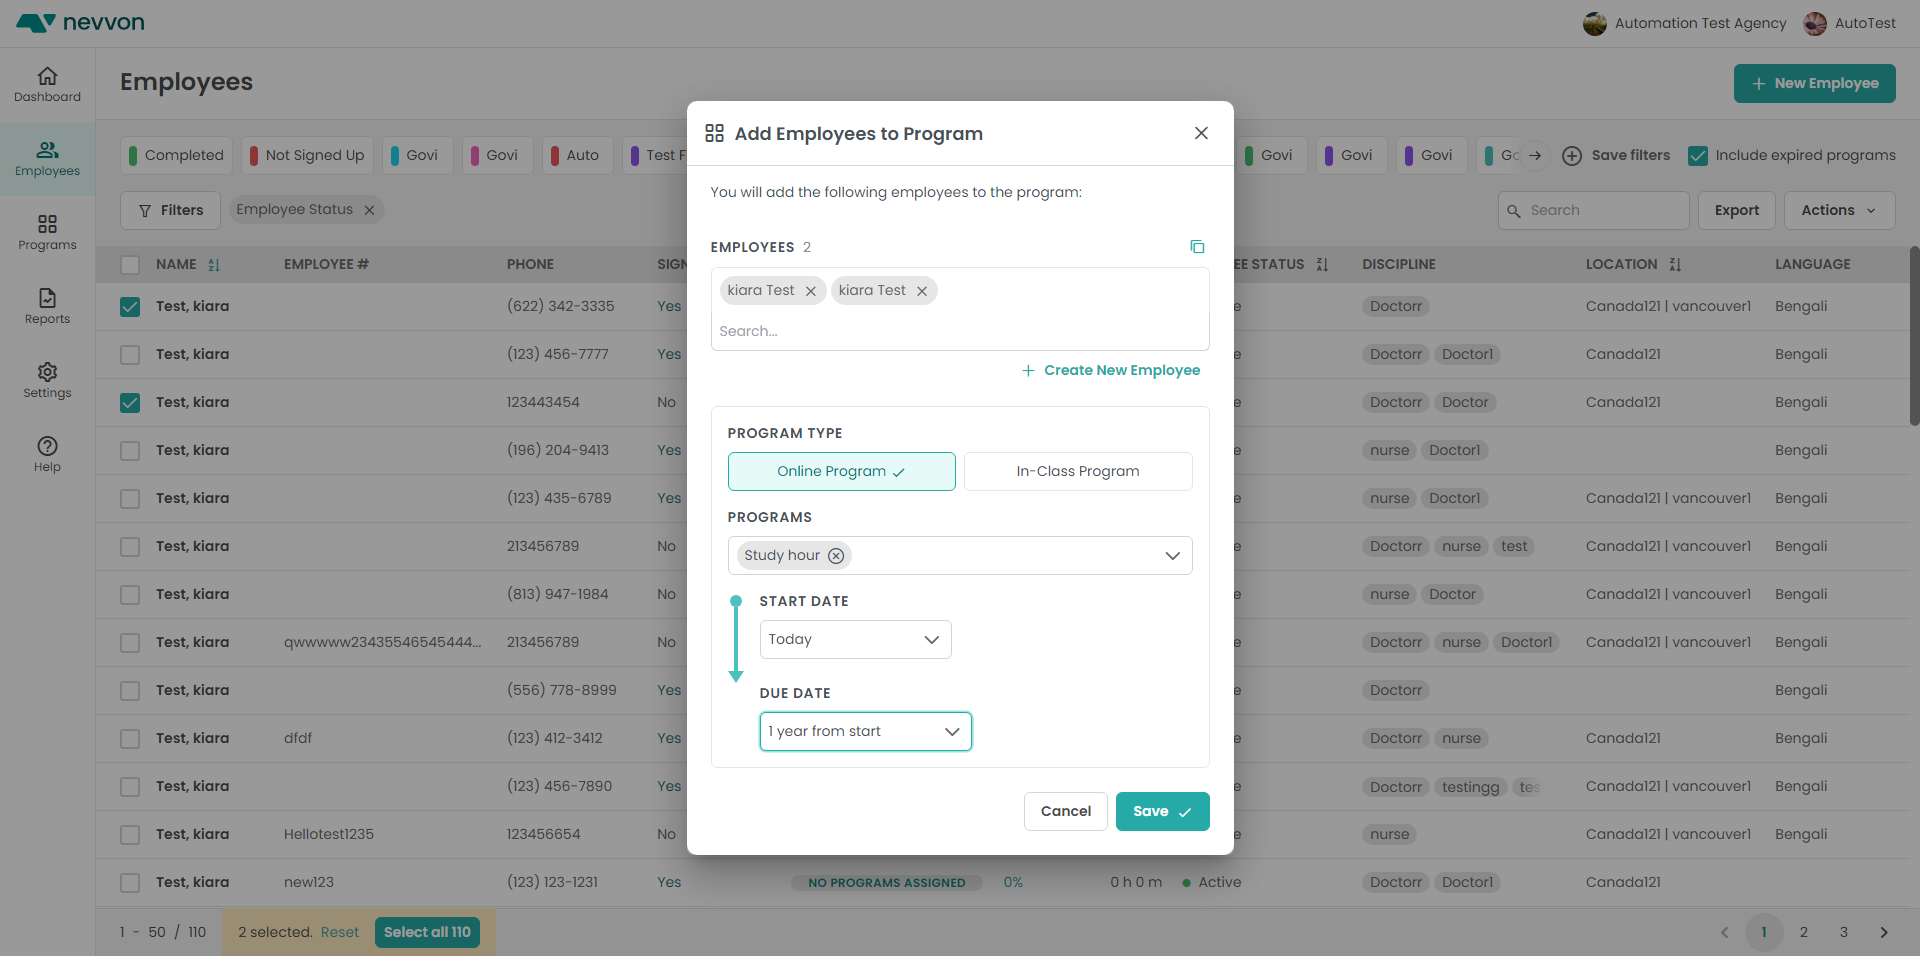 nevvon
Automation Test Agency
AutoTest
Dashboard
Employees
Programs
Reports
Settings
Help
Employees
New Employee
Completed
Not Signed Up
Govi
Govi
Auto
Test F
Govi
Govi
Govi
Save filters
Include expired programs
Filters
Employee Status
Search
Export
Actions
NAME EMPLOYEE # PHONE SIGN EE STATUS DISCIPLINE LOCATION LANGUAGE
Test, kiara (622) 342-3335 Yes e Doctorr Canada121 | vancouver1 Bengali
Test, kiara (123) 456-7777 Yes e Doctorr Doctor1 Canada121 Bengali
Test, kiara 123443454 No e Doctorr Doctor Canada121 Bengali
Test, kiara (196) 204-9413 Yes e nurse Doctor1 Bengali
Test, kiara (123) 435-6789 Yes e nurse Doctor1 Canada121 | vancouver1 Bengali
Test, kiara 213456789 No e Doctorr nurse test Canada121 | vancouver1 Bengali
Test, kiara (813) 947-1984 No e nurse Doctor Canada121 | vancouver1 Bengali
Test, kiara qwwwww23435546545444... 213456789 No e Doctorr nurse Doctor1 Canada121 | vancouver1 Bengali
Test, kiara (556) 778-8999 Yes e Doctorr Bengali
Test, kiara dfdf (123) 412-3412 Yes e Doctorr nurse Canada121 Bengali
Test, kiara (123) 456-7890 Yes e Doctorr testingg Canada121 | vancouver1 Bengali
Test, kiara Hellotest1235 123456654 No e nurse Canada121 | vancouver1 Bengali
Test, kiara new123 (123) 123-1231 Yes NO PROGRAMS ASSIGNED 0% 0 h 0 m Active Doctorr Doctor1 Canada121
1 - 50 / 110
2 selected. Reset
Select all 110
1 2 3
Add Employees to Program
You will add the following employees to the program:
EMPLOYEES 2
kiara Test kiara Test
Search...
Create New Employee
PROGRAM TYPE
Online Program
In-Class Program
PROGRAMS
Study hour
START DATE
Today
DUE DATE
1 year from start
Cancel
Save